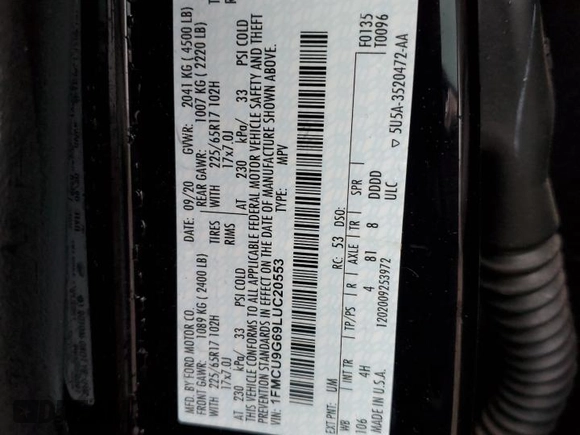 MFD. BY FORD MOTOR CO. DATE: 09/20 GVWR: 2041 KG ( 4500 LB)
FRONT GAWR: 1089 KG ( 2400 LB) REAR GAWR: 1007 KG ( 2220 LB)
WITH 225/65R17 102H TIRES WITH 225/65R17 102H
17x7.0J RIMS 17x7.0J
AT 230 kPa/ 33 PSI COLD AT 230 kPa/ 33 PSI COLD
THIS VEHICLE CONFORMS TO ALL APPLICABLE FEDERAL MOTOR VEHICLE SAFETY AND THEFT
PREVENTION STANDARDS IN EFFECT ON THE DATE OF MANUFACTURE SHOWN ABOVE.
VIN: 1FMCU9G69LUC20553 TYPE: MPV
F0135
T0096
EXT PNT: UM RC: 53 DSO:
WB INT TR TP/PS R AXLE TR SPR
106 4H 4 81 8 DDDD
MADE IN U.S.A. 1202009253972 ULC
5U5A-3520472-AA